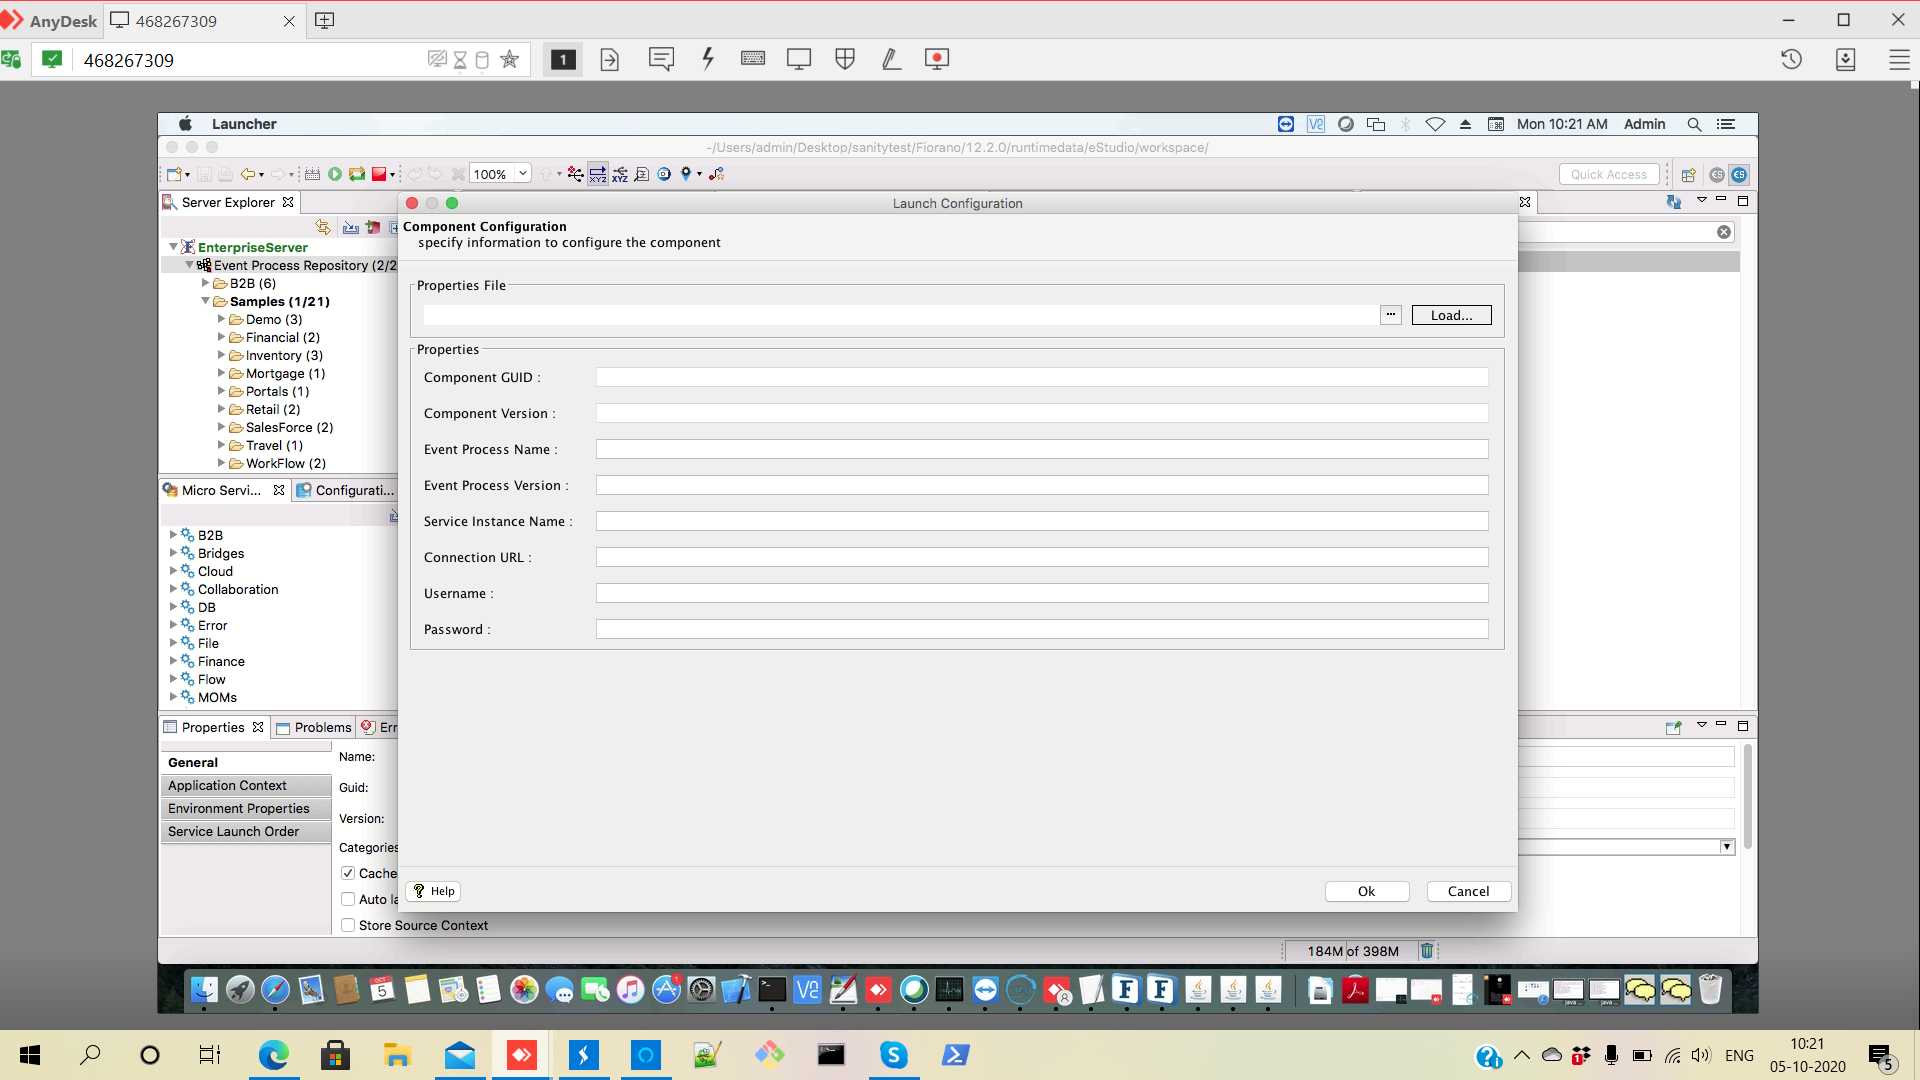 AnyDesk 468267309
468267309 1
Launcher Mon 10:21 AM Admin
-/Users/admin/Desktop/sanitytest/Fiorano/12.2.0/runtimedata/eStudio/workspace/
100% Quick Access
Server Explorer Launch Configuration
Component Configuration
specify information to configure the component
EnterpriseServer
Event Process Repository (2/2
B2B (6)
Samples (1/21)
Demo (3)
Financial (2)
Inventory (3)
Mortgage (1)
Portals (1)
Retail (2)
SalesForce (2)
Travel (1)
WorkFlow (2)
Properties File
... Load...
Properties
Component GUID :
Component Version :
Event Process Name :
Event Process Version :
Service Instance Name :
Connection URL :
Username :
Password :
Micro Servi... Configurati...
B2B
Bridges
Cloud
Collaboration
DB
Error
File
Finance
Flow
MOMs
Properties Problems Err
General
Application Context
Environment Properties
Service Launch Order
Name:
Guid:
Version:
Categories
Cache
Auto la
Store Source Context
Help Ok Cancel
184M of 398M
OCT
5
1
10:21
ENG
05-10-2020
5